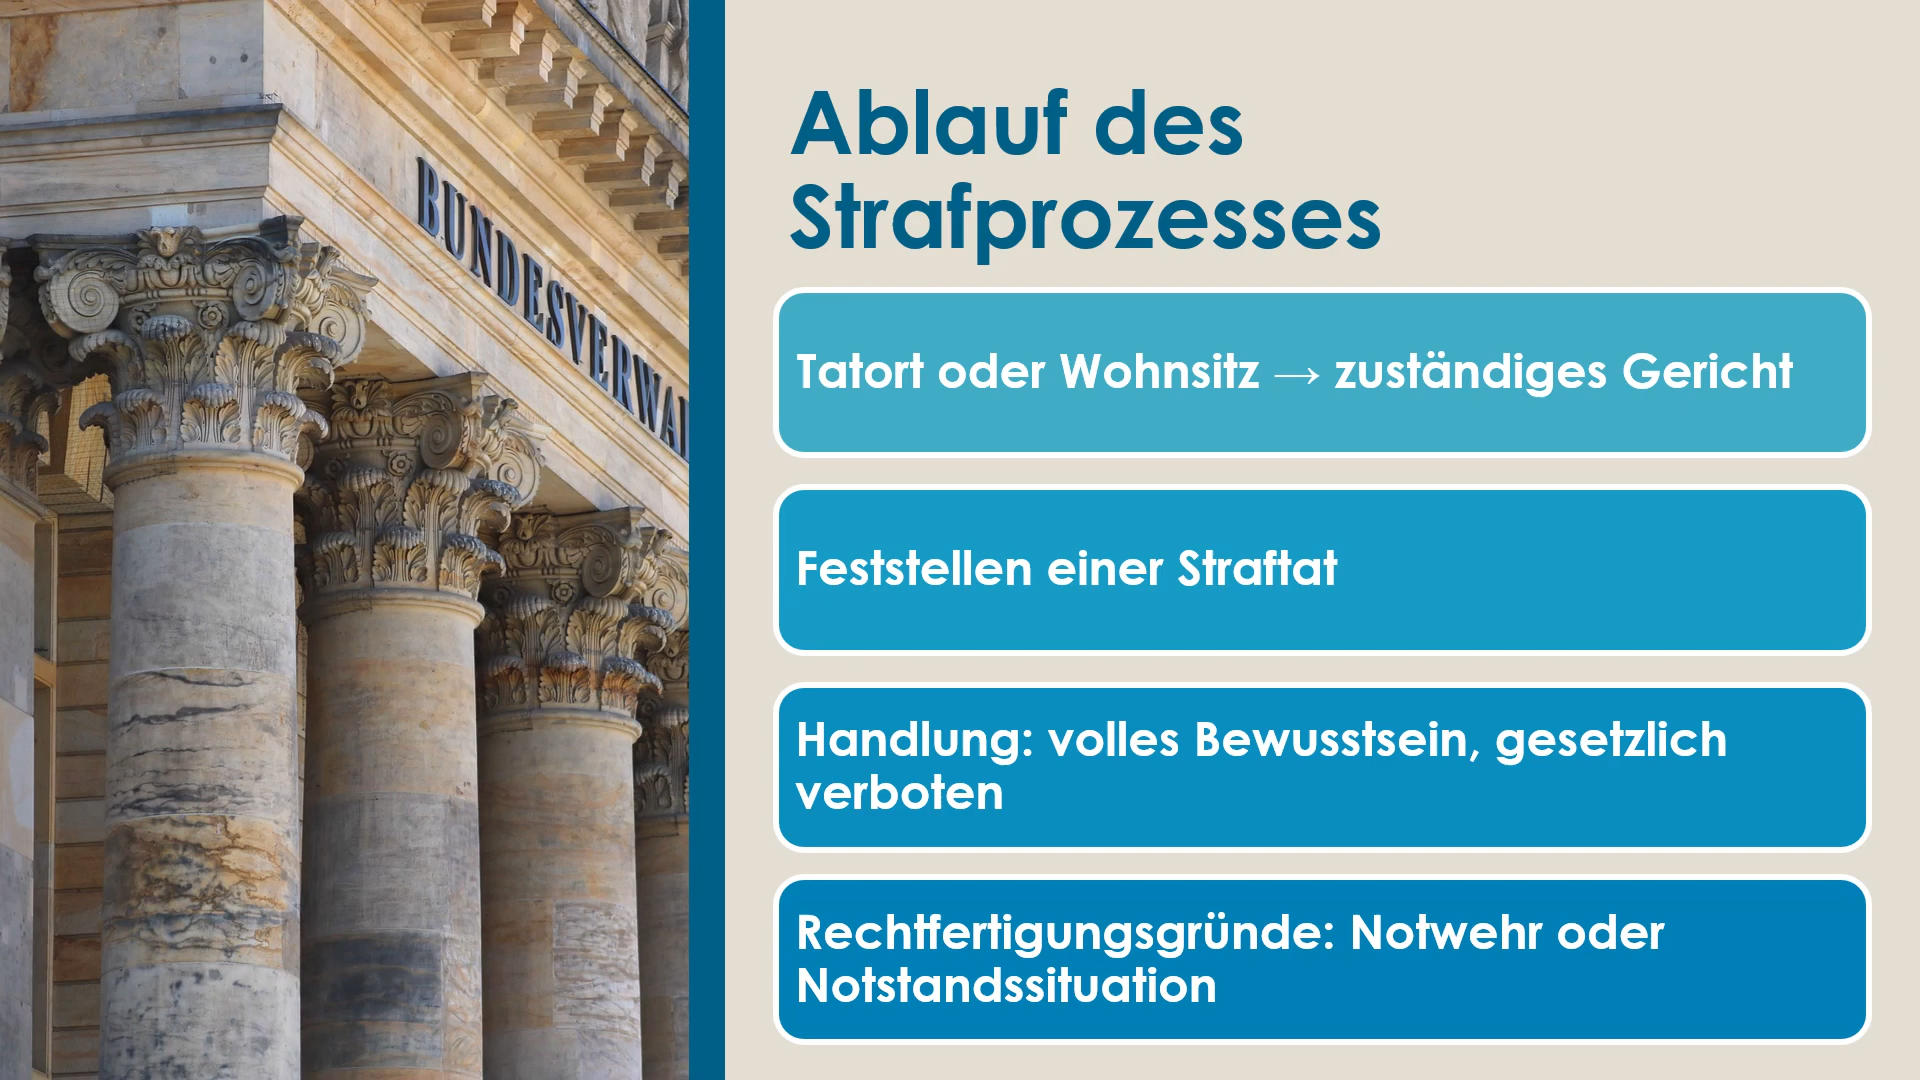 BUNDESVERWAL
Ablauf des
Strafprozesses
Tatort oder Wohnsitz → zuständiges Gericht
Feststellen einer Straftat
Handlung: volles Bewusstsein, gesetzlich
verboten
Rechtfertigungsgründe: Notwehr oder
Notstandssituation